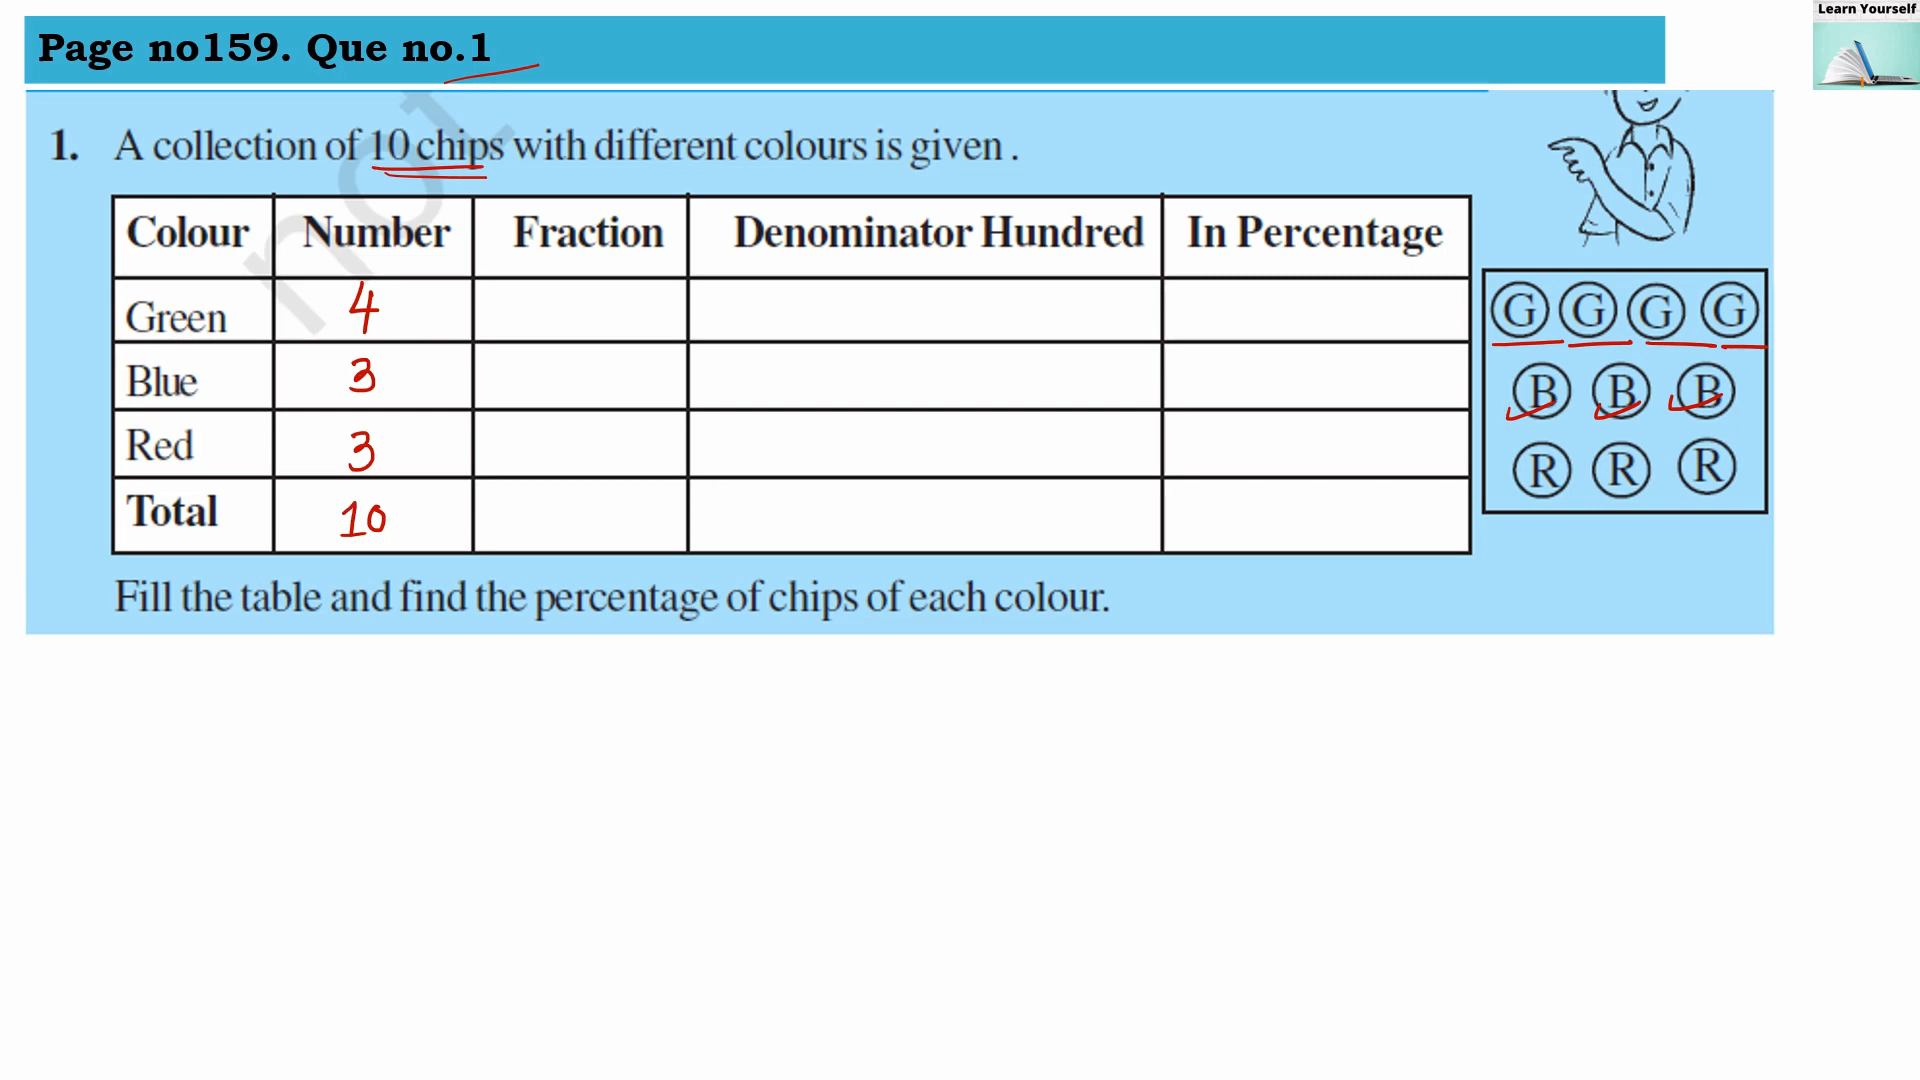 Learn Yourself
Page no159. Que no.1
not
1. A collection of 10 chips with different colours is given .
Colour Number Fraction Denominator Hundred In Percentage
Green 4
Blue 3
Red 3
Total 10
G G G G
B B B
R R R
Fill the table and find the percentage of chips of each colour.